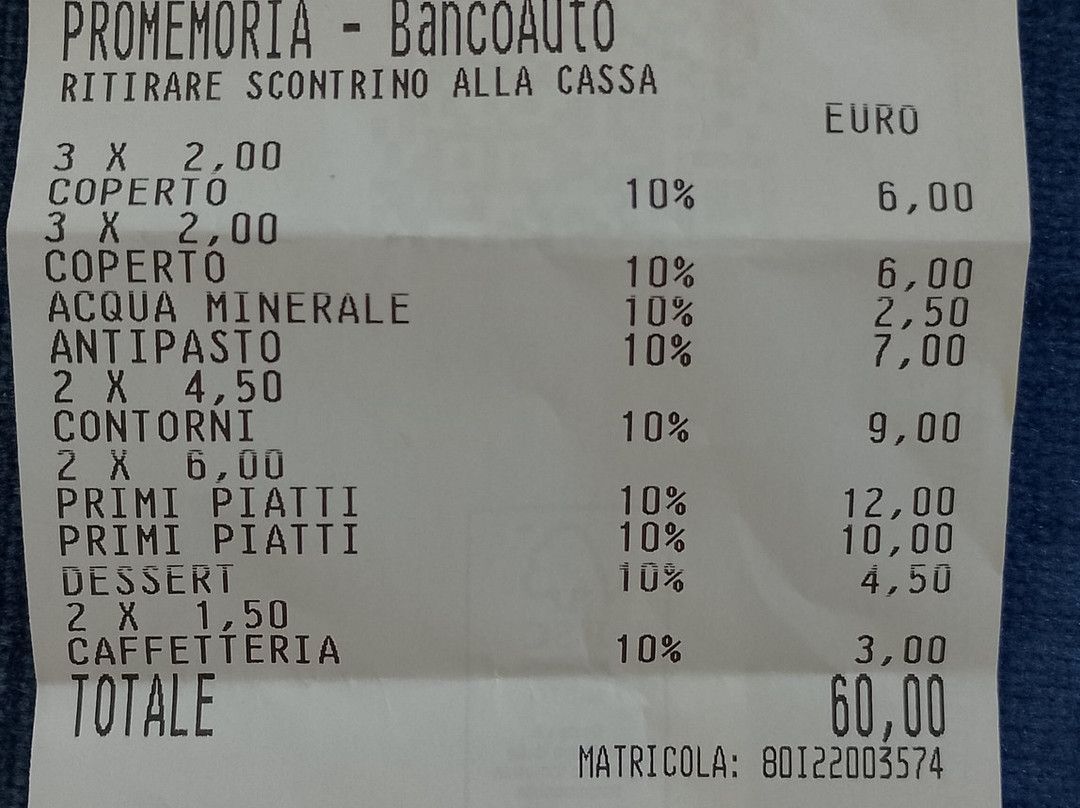 PROMEMORIA - BancoAuto
RITIRARE SCONTRINO ALLA CASSA
EURO
3 X 2,00
COPERTO 10% 6,00
3 X 2,00
COPERTO 10% 6,00
ACQUA MINERALE 10% 2,50
ANTIPASTO 10% 7,00
2 X 4,50
CONTORNI 10% 9,00
2 X 6,00
PRIMI PIATTI 10% 12,00
PRIMI PIATTI 10% 10,00
DESSERT 10% 4,50
2 X 1,50
CAFFETTERIA 10% 3,00
TOTALE 60,00
MATRICOLA: 80I22003574